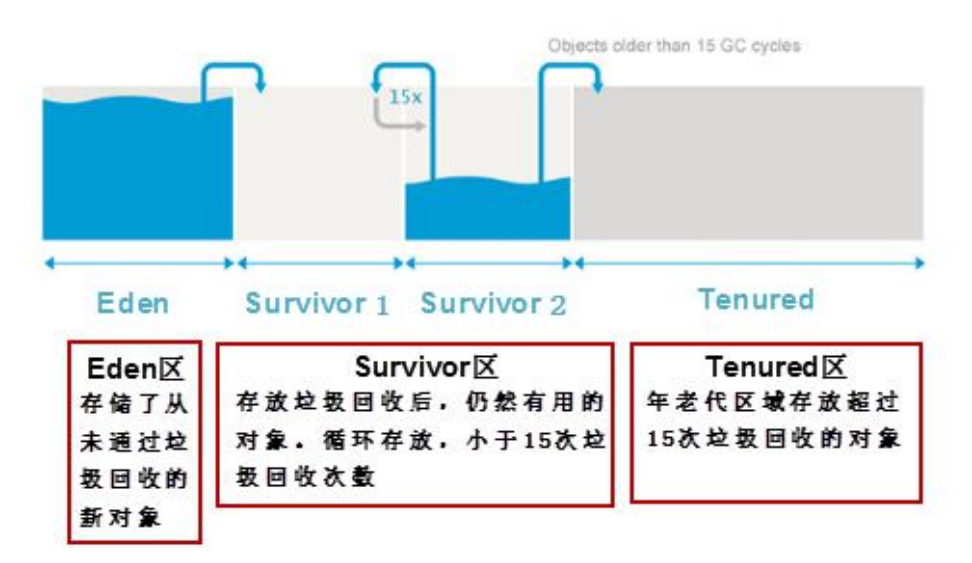 Objects older than 15 GC cycles
15x
Eden
Survivor 1
Survivor 2
Tenured
Eden区
存储了从
未通过垃
圾回收的
新对象
Survivor区
存放垃圾回收后，仍然有用的
对象．循环存放，小于15次垃
圾回收次数
Tenured区
年老代区域存放超过
15次垃圾回收的对象